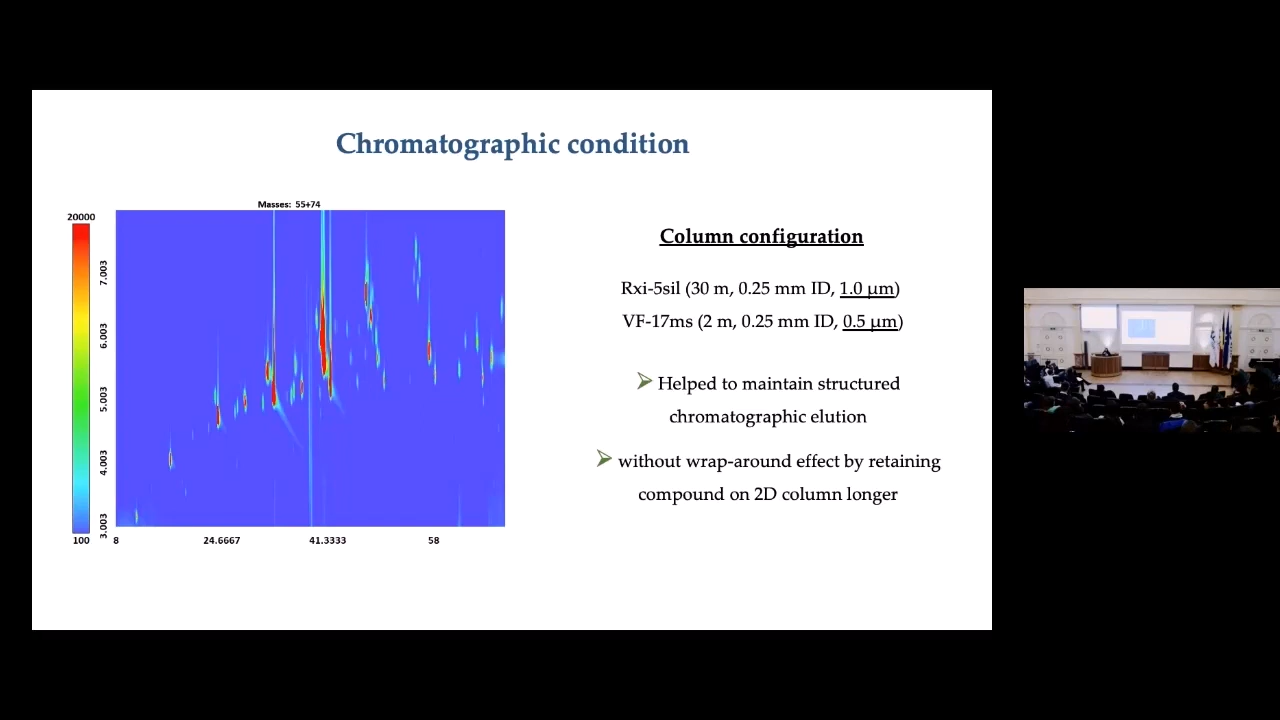 Chromatographic condition
Masses: 55+74
20000
7.003
6.003
5.003
4.003
3.003
100
8
24.6667
41.3333
58
Column configuration
Rxi-5sil (30 m, 0.25 mm ID, 1.0 µm)
VF-17ms (2 m, 0.25 mm ID, 0.5 µm)
Helped to maintain structured
chromatographic elution
without wrap-around effect by retaining
compound on 2D column longer